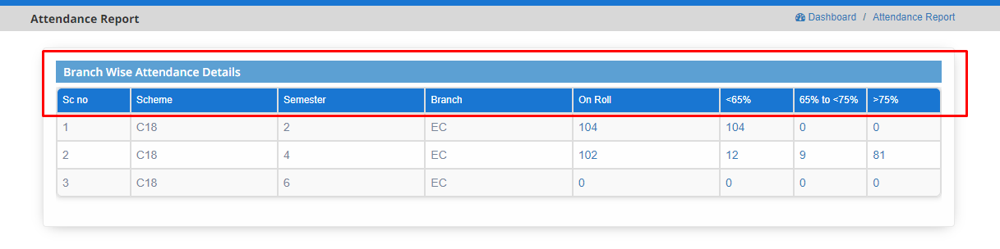 Attendance Report
Dashboard / Attendance Report
Branch Wise Attendance Details
Sc no Scheme Semester Branch On Roll <65% 65% to <75% >75%
1 C18 2 EC 104 104 0 0
2 C18 4 EC 102 12 9 81
3 C18 6 EC 0 0 0 0